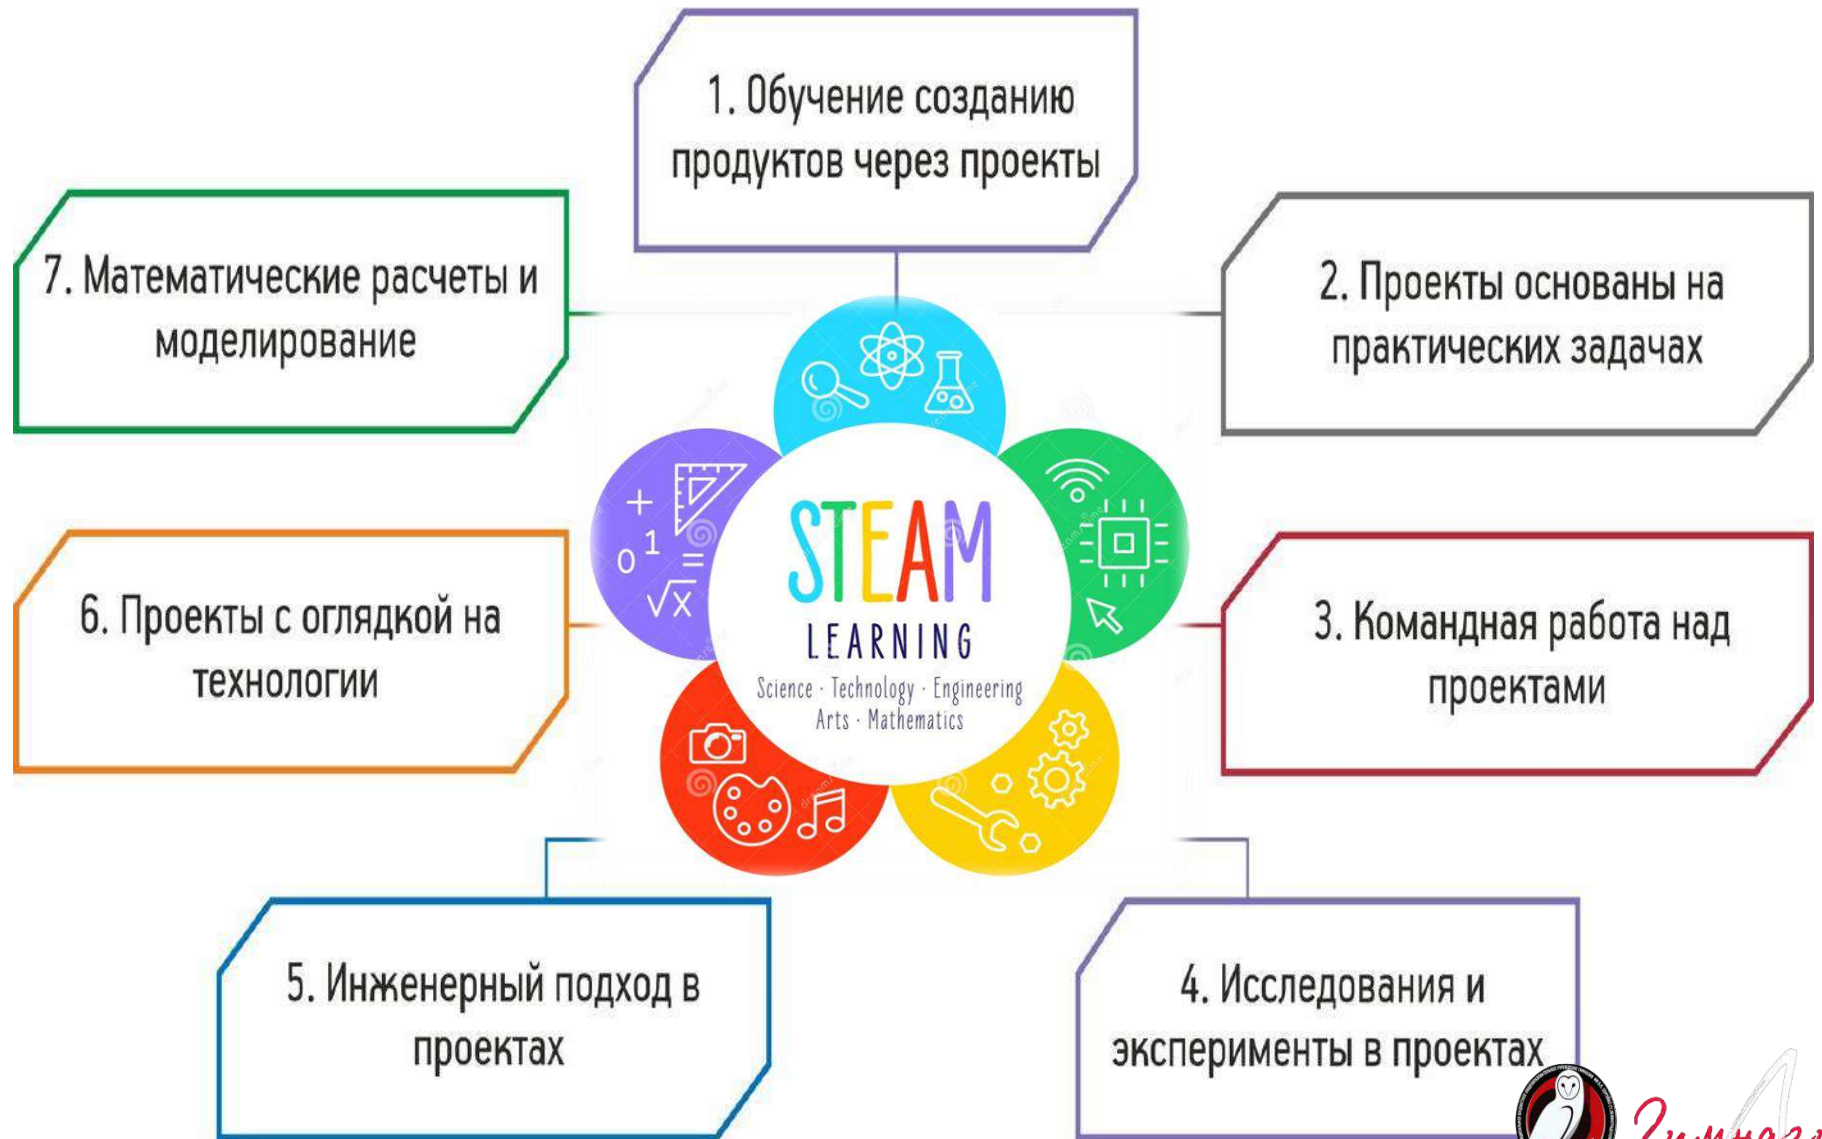 1. Обучение созданию
продуктов через проекты
2. Проекты основаны на
практических задачах
3. Командная работа над
проектами
4. Исследования и
эксперименты в проектах
5. Инженерный подход в
проектах
6. Проекты с оглядкой на
технологии
7. Математические расчеты и
моделирование
STEAM
LEARNING
Science · Technology · Engineering
Arts · Mathematics
+
0 1 =
√x